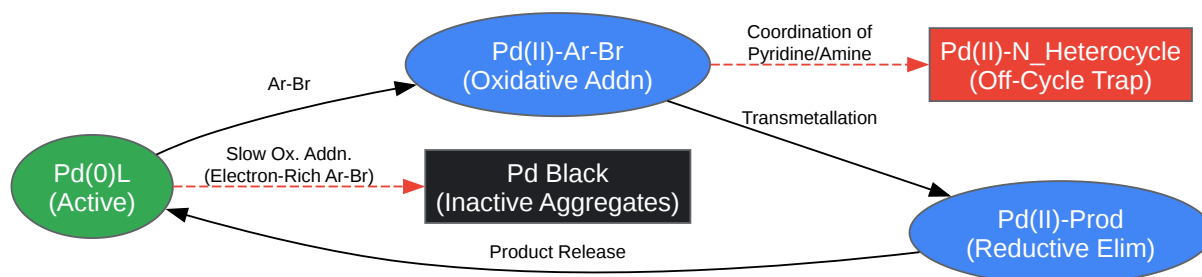 Pd(II)-Ar-Br
(Oxidative Addn)
Coordination of
Pyridine/Amine
Pd(II)-N_Heterocycle
(Off-Cycle Trap)
Ar-Br
Transmetallation
Pd(0)L
(Active)
Slow Ox. Addn.
(Electron-Rich Ar-Br)
Pd Black
(Inactive Aggregates)
Pd(II)-Prod
(Reductive Elim)
Product Release